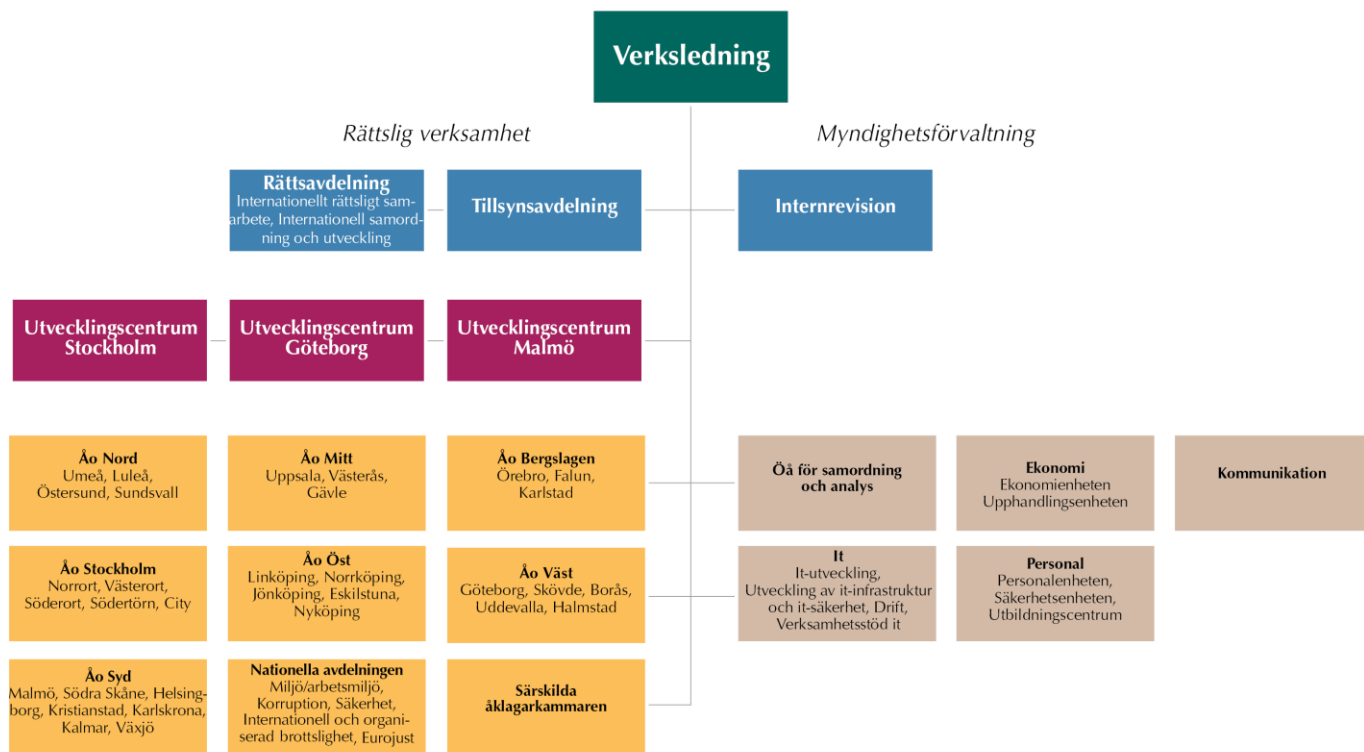 Verksledning
Rättslig verksamhet
Myndighetsförvaltning
Rättsavdelning
Internationellt rättsligt sam-
arbete, Internationell samord-
ning och utveckling
Tillsynsavdelning
Internrevision
Utvecklingscentrum
Stockholm
Utvecklingscentrum
Göteborg
Utvecklingscentrum
Malmö
Åo Nord
Umeå, Luleå,
Östersund, Sundsvall
Åo Mitt
Uppsala, Västerås,
Gävle
Åo Bergslagen
Örebro, Falun,
Karlstad
Öå för samordning
och analys
Ekonomi
Ekonomienheten
Upphandlingsenheten
Kommunikation
Åo Stockholm
Norrort, Västerort,
Söderort, Södertörn, City
Åo Öst
Linköping, Norrköping,
Jönköping, Eskilstuna,
Nyköping
Åo Väst
Göteborg, Skövde, Borås,
Uddevalla, Halmstad
It
It-utveckling,
Utveckling av it-infrastruktur
och it-säkerhet, Drift,
Verksamhetsstöd it
Personal
Personalenheten,
Säkerhetsenheten,
Utbildningscentrum
Åo Syd
Malmö, Södra Skåne, Helsing-
borg, Kristianstad, Karlskrona,
Kalmar, Växjö
Nationella avdelningen
Miljö/arbetsmiljö,
Korruption, Säkerhet,
Internationell och organi-
serad brottslighet, Eurojust
Särskilda
åklagarkammaren